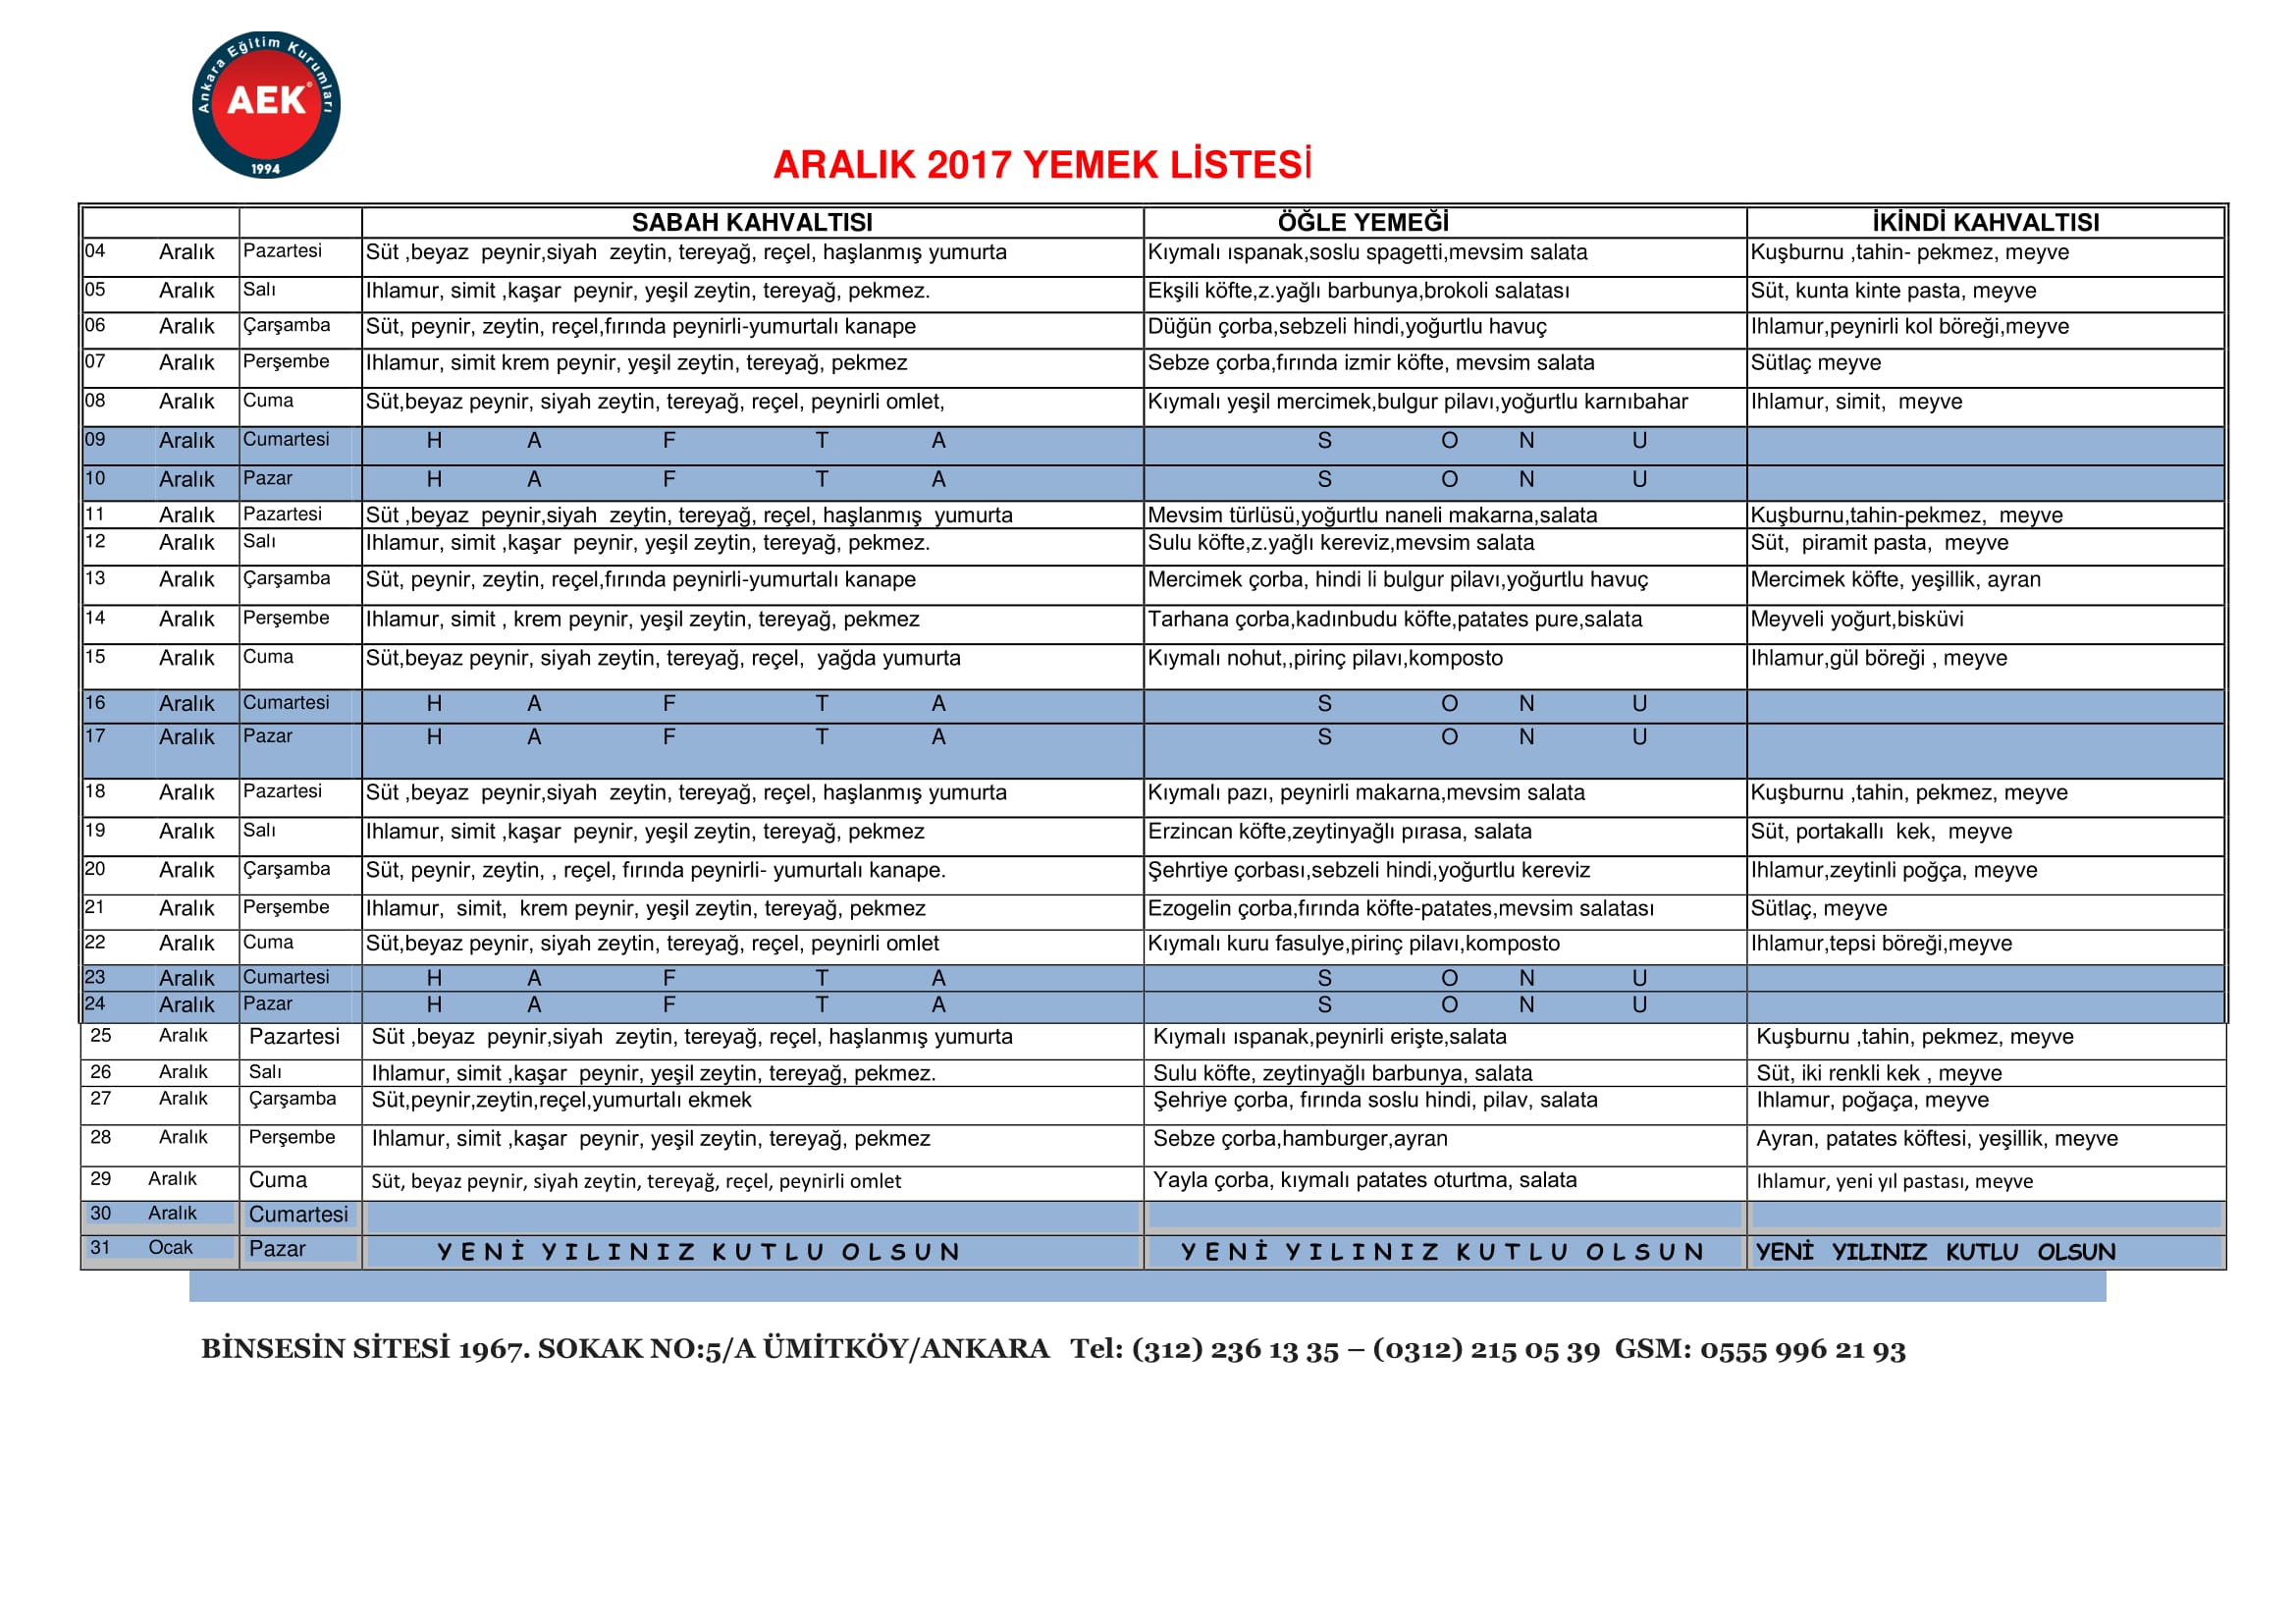 Ankara Eğitim Kurumları
AEK
1994
ARALIK 2017 YEMEK LİSTESİ
SABAH KAHVALTISI ÖĞLE YEMEĞİ İKİNDİ KAHVALTISI
04 Aralık Pazartesi Süt ,beyaz peynir,siyah zeytin, tereyağ, reçel, haşlanmış yumurta Kıymalı ıspanak,soslu spagetti,mevsim salata Kuşburnu ,tahin- pekmez, meyve
05 Aralık Salı Ihlamur, simit ,kaşar peynir, yeşil zeytin, tereyağ, pekmez. Ekşili köfte,z.yağlı barbunya,brokoli salatası Süt, kunta kinte pasta, meyve
06 Aralık Çarşamba Süt, peynir, zeytin, reçel,fırında peynirli-yumurtalı kanape Düğün çorba,sebzeli hindi,yoğurtlu havuç Ihlamur,peynirli kol böreği,meyve
07 Aralık Perşembe Ihlamur, simit krem peynir, yeşil zeytin, tereyağ, pekmez Sebze çorba,fırında izmir köfte, mevsim salata Sütlaç meyve
08 Aralık Cuma Süt,beyaz peynir, siyah zeytin, tereyağ, reçel, peynirli omlet, Kıymalı yeşil mercimek,bulgur pilavı,yoğurtlu karnıbahar Ihlamur, simit, meyve
09 Aralık Cumartesi H A F T A S O N U
10 Aralık Pazar H A F T A S O N U
11 Aralık Pazartesi Süt ,beyaz peynir,siyah zeytin, tereyağ, reçel, haşlanmış yumurta Mevsim türlüsü,yoğurtlu naneli makarna,salata Kuşburnu,tahin-pekmez, meyve
12 Aralık Salı Ihlamur, simit ,kaşar peynir, yeşil zeytin, tereyağ, pekmez. Sulu köfte,z.yağlı kereviz,mevsim salata Süt, piramit pasta, meyve
13 Aralık Çarşamba Süt, peynir, zeytin, reçel,fırında peynirli-yumurtalı kanape Mercimek çorba, hindi li bulgur pilavı,yoğurtlu havuç Mercimek köfte, yeşillik, ayran
14 Aralık Perşembe Ihlamur, simit , krem peynir, yeşil zeytin, tereyağ, pekmez Tarhana çorba,kadınbudu köfte,patates pure,salata Meyveli yoğurt,bisküvi
15 Aralık Cuma Süt,beyaz peynir, siyah zeytin, tereyağ, reçel, yağda yumurta Kıymalı nohut,,pirinç pilavı,komposto Ihlamur,gül böreği , meyve
16 Aralık Cumartesi H A F T A S O N U
17 Aralık Pazar H A F T A S O N U
18 Aralık Pazartesi Süt ,beyaz peynir,siyah zeytin, tereyağ, reçel, haşlanmış yumurta Kıymalı pazı, peynirli makarna,mevsim salata Kuşburnu ,tahin, pekmez, meyve
19 Aralık Salı Ihlamur, simit ,kaşar peynir, yeşil zeytin, tereyağ, pekmez Erzincan köfte,zeytinyağlı pırasa, salata Süt, portakallı kek, meyve
20 Aralık Çarşamba Süt, peynir, zeytin, , reçel, fırında peynirli- yumurtalı kanape. Şehrtiye çorbası,sebzeli hindi,yoğurtlu kereviz Ihlamur,zeytinli poğça, meyve
21 Aralık Perşembe Ihlamur, simit, krem peynir, yeşil zeytin, tereyağ, pekmez Ezogelin çorba,fırında köfte-patates,mevsim salatası Sütlaç, meyve
22 Aralık Cuma Süt,beyaz peynir, siyah zeytin, tereyağ, reçel, peynirli omlet Kıymalı kuru fasulye,pirinç pilavı,komposto Ihlamur,tepsi böreği,meyve
23 Aralık Cumartesi H A F T A S O N U
24 Aralık Pazar H A F T A S O N U
25 Aralık Pazartesi Süt ,beyaz peynir,siyah zeytin, tereyağ, reçel, haşlanmış yumurta Kıymalı ıspanak,peynirli erişte,salata Kuşburnu ,tahin, pekmez, meyve
26 Aralık Salı Ihlamur, simit ,kaşar peynir, yeşil zeytin, tereyağ, pekmez. Sulu köfte, zeytinyağlı barbunya, salata Süt, iki renkli kek , meyve
27 Aralık Çarşamba Süt,peynir,zeytin,reçel,yumurtalı ekmek Şehriye çorba, fırında soslu hindi, pilav, salata Ihlamur, poğaça, meyve
28 Aralık Perşembe Ihlamur, simit ,kaşar peynir, yeşil zeytin, tereyağ, pekmez Sebze çorba,hamburger,ayran Ayran, patates köftesi, yeşillik, meyve
29 Aralık Cuma Süt, beyaz peynir, siyah zeytin, tereyağ, reçel, peynirli omlet Yayla çorba, kıymalı patates oturtma, salata Ihlamur, yeni yıl pastası, meyve
30 Aralık Cumartesi
31 Ocak Pazar Y E N İ Y I L I N I Z K U T L U O L S U N Y E N İ Y I L I N I Z K U T L U O L S U N YENİ YILINIZ KUTLU OLSUN
BİNSESİN SİTESİ 1967. SOKAK NO:5/A ÜMİTKÖY/ANKARA Tel: (312) 236 13 35 – (0312) 215 05 39 GSM: 0555 996 21 93